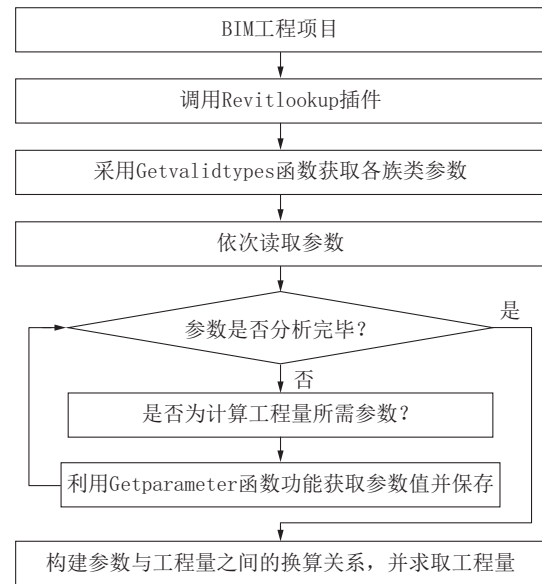 BIM工程项目
调用Revitlookup插件
采用Getvalidtypes函数获取各族类参数
依次读取参数
参数是否分析完毕?
是
否
是否为计算工程量所需参数?
利用Getparameter函数功能获取参数值并保存
构建参数与工程量之间的换算关系，并求取工程量